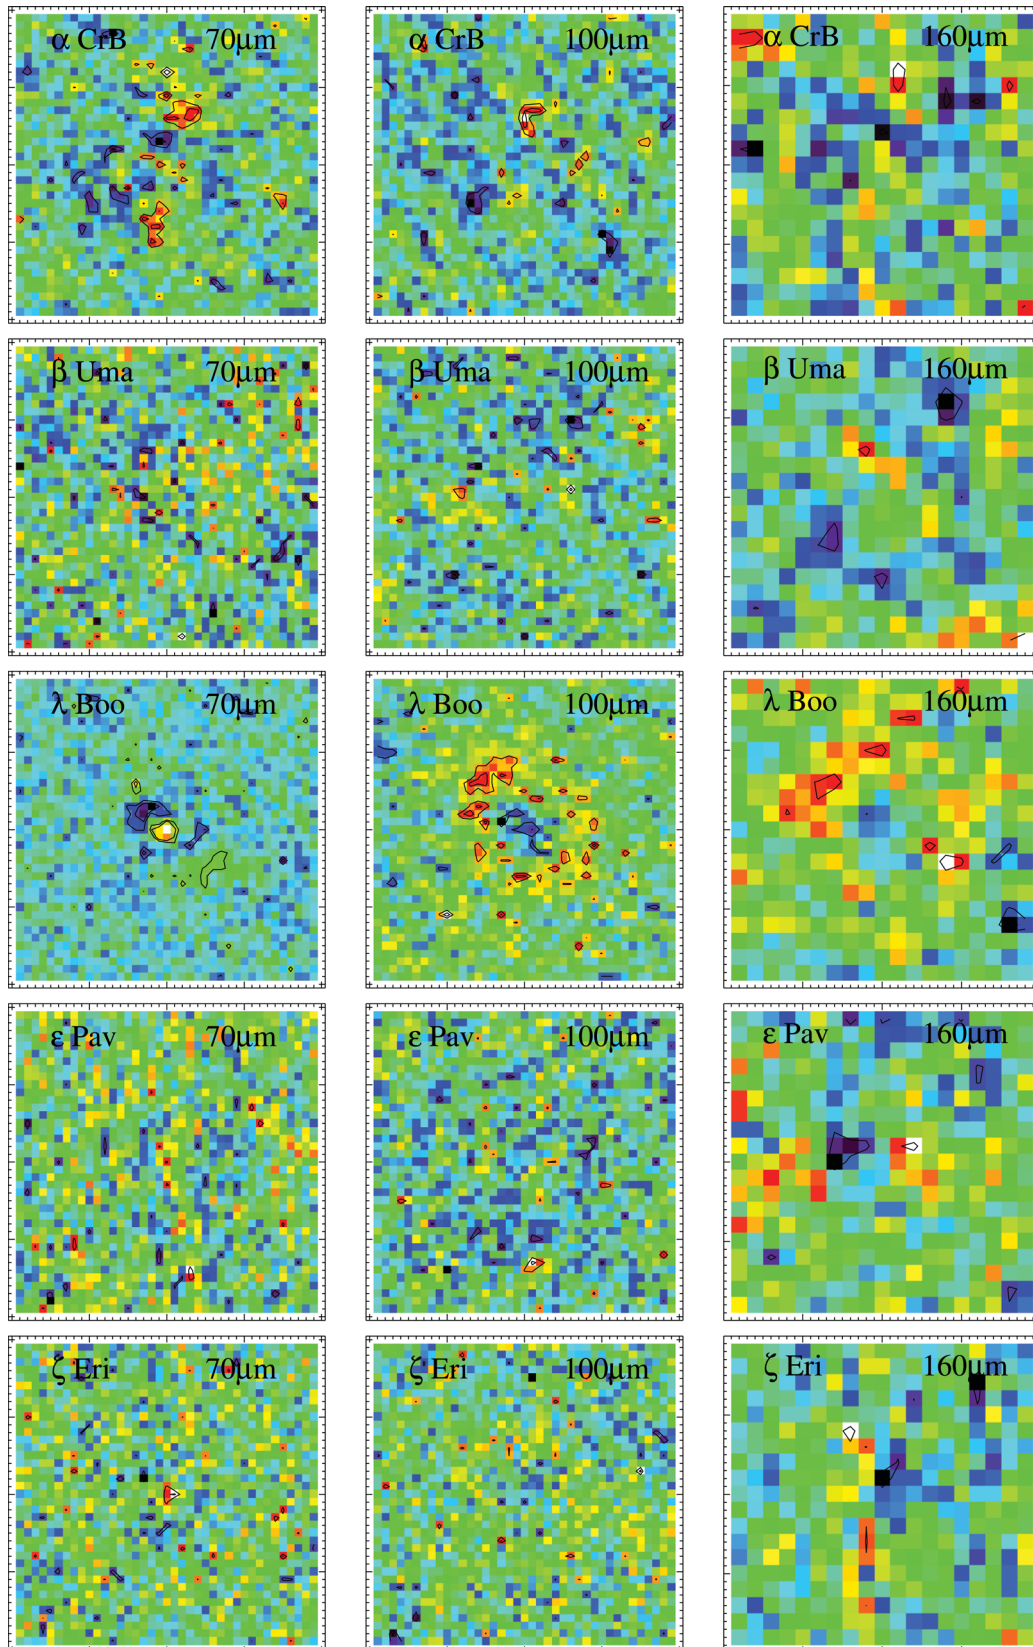 α CrB 70μm
α CrB 100μm
α CrB 160μm
β Uma 70μm
β Uma 100μm
β Uma 160μm
λ Boo 70μm
λ Boo 100μm
λ Boo 160μm
ε Pav 70μm
ε Pav 100μm
ε Pav 160μm
ζ Eri 70μm
ζ Eri 100μm
ζ Eri 160μm